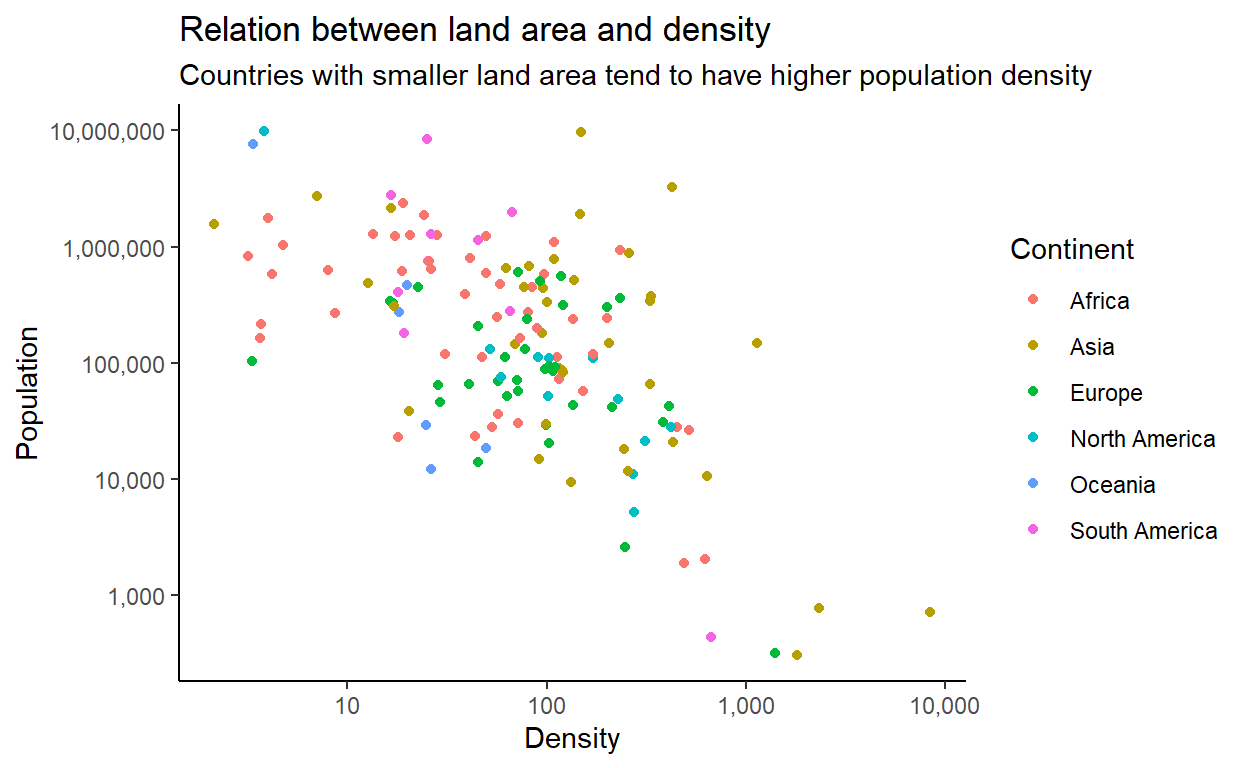 Relation between land area and density
Countries with smaller land area tend to have higher population density
10,000,000
1,000,000
100,000
10,000
1,000
Population
10
100
1,000
10,000
Density
Continent
Africa
Asia
Europe
North America
Oceania
South America